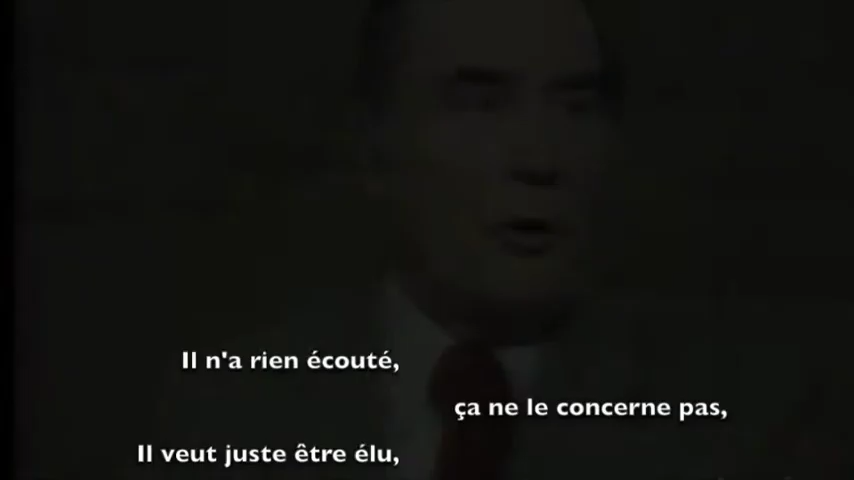 Il n'a rien écouté,
ça ne le concerne pas,
Il veut juste être élu,